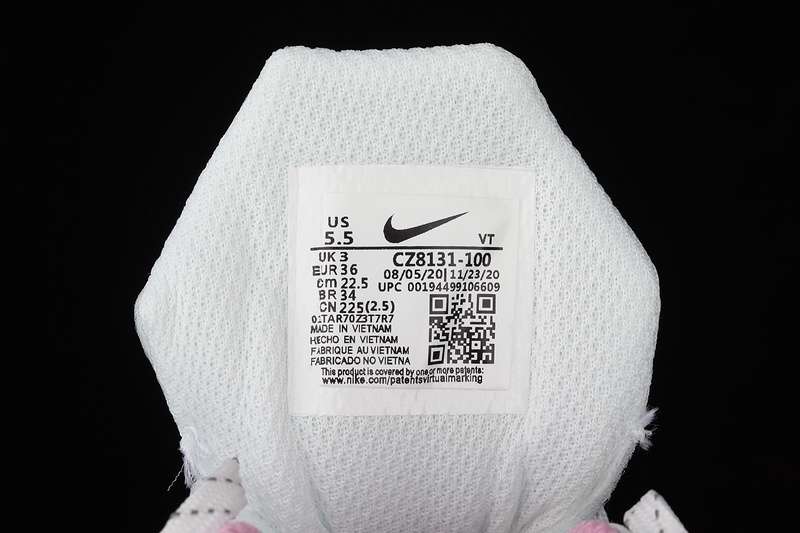 US
5.5
VT
UK 3
EUR 36
cm 22.5
BR 34
CN 225(2.5)
CZ8131-100
08/05/20| 11/23/20
UPC 00194499106609
01TAR70Z3T7R7
MADE IN VIETNAM
HECHO EN VIETNAM
FABRIQUE AU VIETNAM
FABRICADO NO VIETNA
This product is covered by one or more patents:
www.nike.com/patentsvirtualmarking